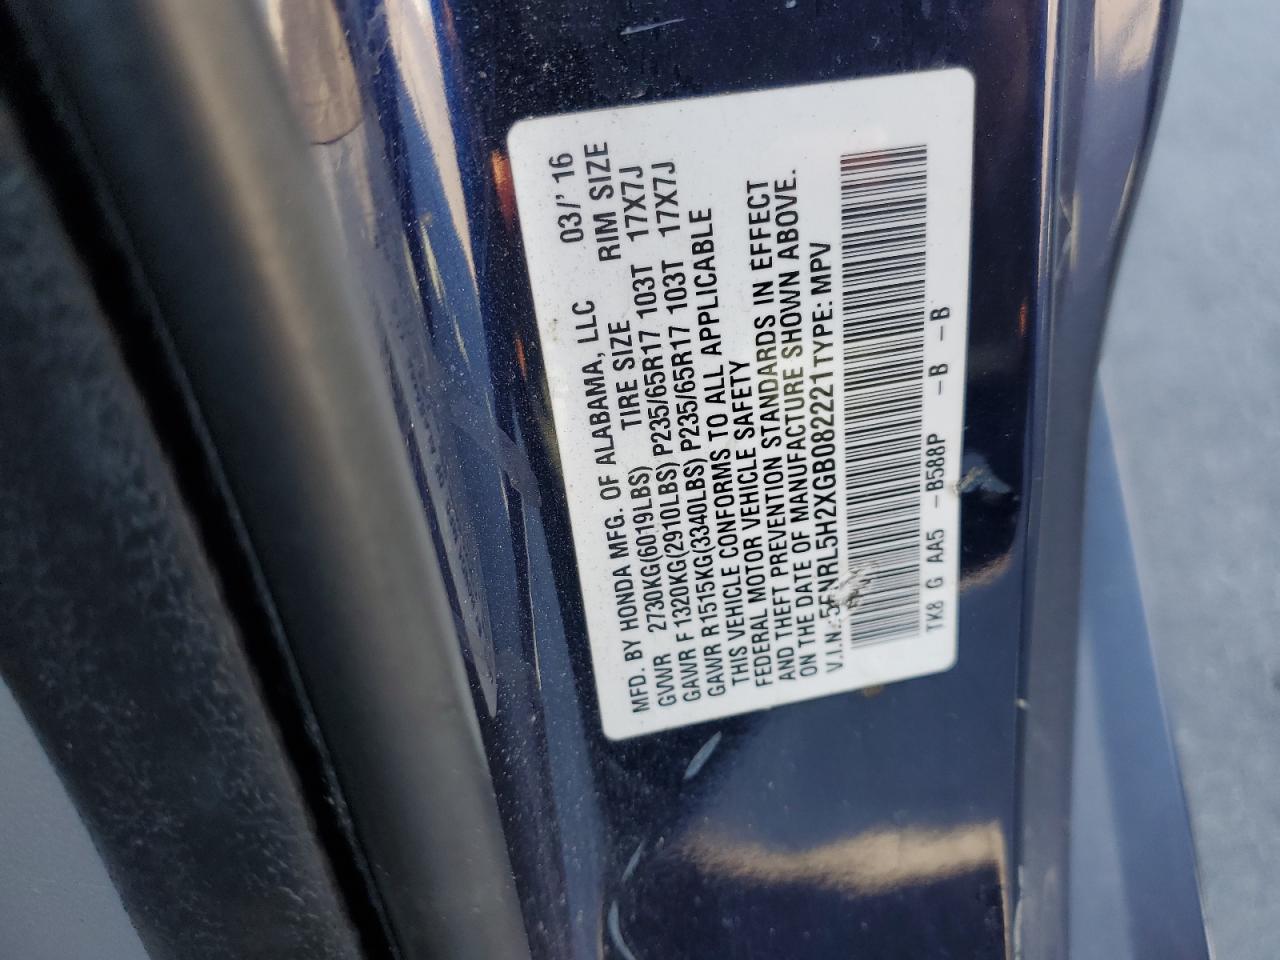 MFD. BY HONDA MFG. OF ALABAMA, LLC 03/'16
GVWR 2730KG(6019LBS) TIRE SIZE RIM SIZE
GAWR F 1320KG(2910LBS) P235/65R17 103T 17X7J
GAWR R 1515KG(3340LBS) P235/65R17 103T 17X7J
THIS VEHICLE CONFORMS TO ALL APPLICABLE
FEDERAL MOTOR VEHICLE SAFETY
AND THEFT PREVENTION STANDARDS IN EFFECT
ON THE DATE OF MANUFACTURE SHOWN ABOVE.
V.I.N.: 5FNRL5H2XGB082221 TYPE: MPV
TK8 G AA5 -B588P -B -B